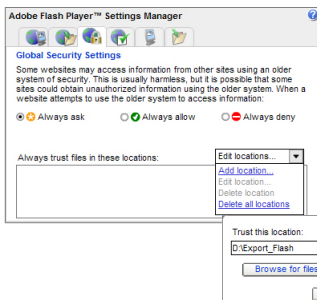 Adobe Flash Player™ Settings Manager
Global Security Settings
Some websites may access information from other sites using an older
system of security. This is usually harmless, but it is possible that some
sites could obtain unauthorized information using the older system. When a
website attempts to use the older system to access information:
Always ask Always allow Always deny
Always trust files in these locations: Edit locations...
Add location...
Edit location...
Delete location
Delete all locations
Trust this location:
D:\Export_Flash
Browse for files